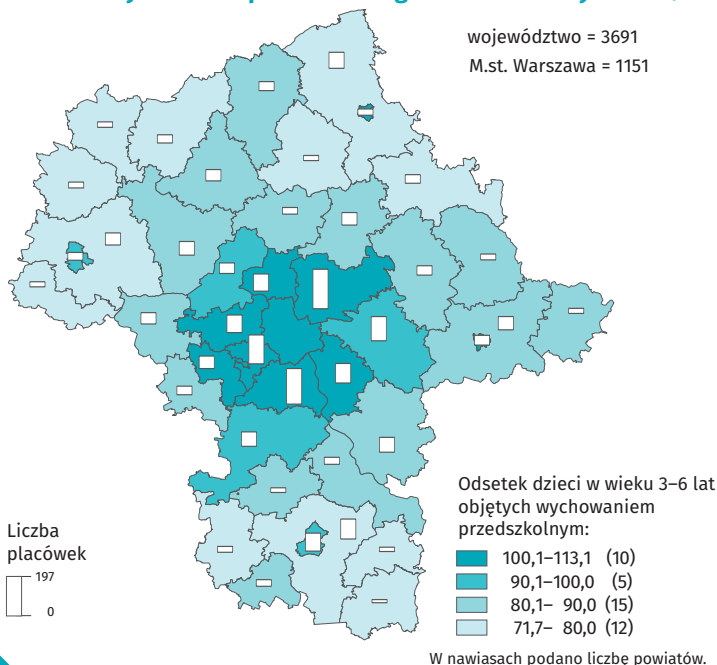 województwo = 3691
M.st. Warszawa = 1151
Liczba
placówek
197
0
Odsetek dzieci w wieku 3–6 lat
objętych wychowaniem
przedszkolnym:
100,1–113,1 (10)
90,1–100,0 (5)
80,1– 90,0 (15)
71,7– 80,0 (12)
W nawiasach podano liczbę powiatów.